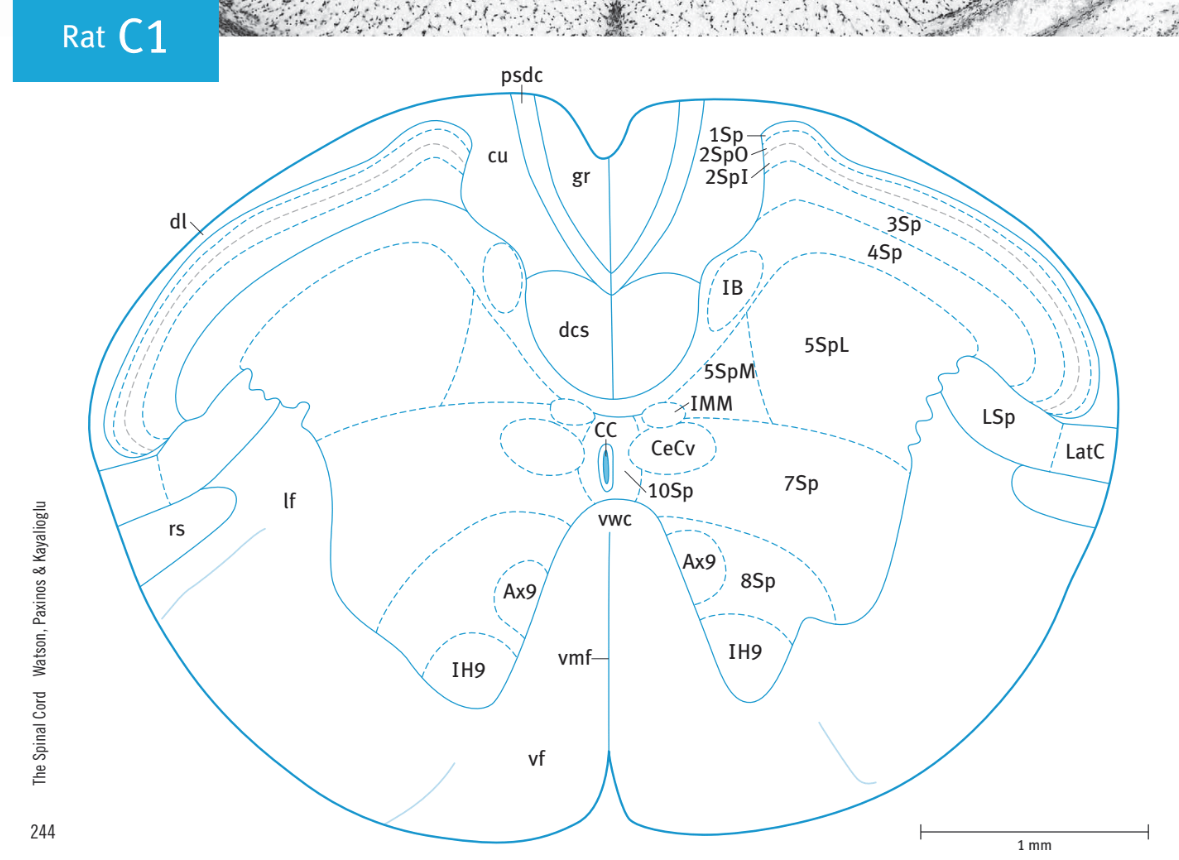 Rat C1
psdc
1Sp
cu
2SpO
gr
2SpI
dl
3Sp
4Sp
IB
dcs
5SpL
5SpM
IMM
LSp
CC
CeCv
LatC
7Sp
10Sp
lf
vwc
rs
Ax9
8Sp
Ax9
IH9
vmf
IH9
vf
The Spinal Cord Watson, Paxinos & Kayalioglu
244
1 mm